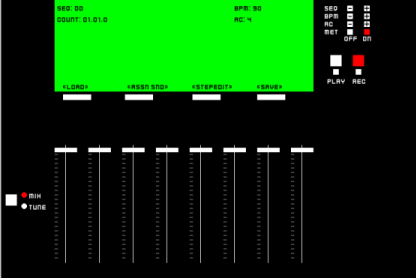 SEQ: 00
BPM: 90
COUNT: 01.01.0
AC: 4
<LOAD>
<ASSN SND>
<STEPEDIT>
<SAVE>
SEQ
BPM
AC
MET
OFF ON
PLAY REC
MIX
TUNE